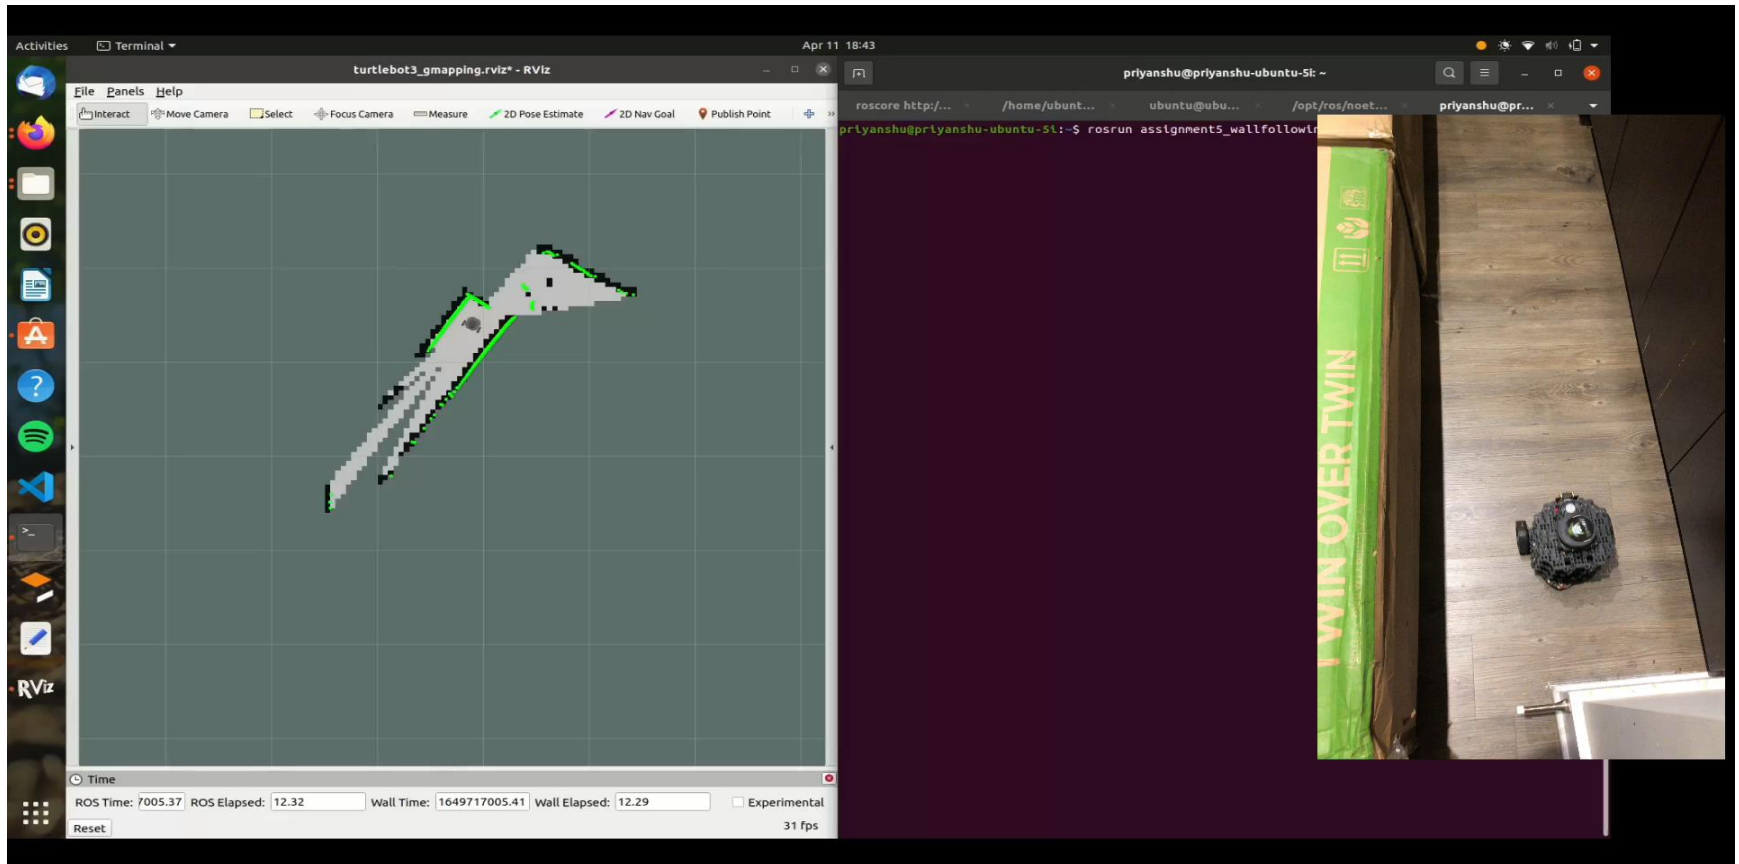 Activities
Terminal
Apr 11 18:43
turtlebot3_gmapping.rviz* - RViz
File Panels Help
Interact Move Camera Select Focus Camera Measure 2D Pose Estimate 2D Nav Goal Publish Point
priyanshu@priyanshu-ubuntu-5i: ~
roscore http:/... /home/ubunt... ubuntu@ubu... /opt/ros/noet... priyanshu@pr...
priyanshu@priyanshu-ubuntu-5i:~$ rosrun assignment5_wallfollowin
WIN OVER TWIN
RViz
Time
ROS Time: 7005.37 ROS Elapsed: 12.32 Wall Time: 1649717005.41 Wall Elapsed: 12.29 Experimental
Reset
31 fps